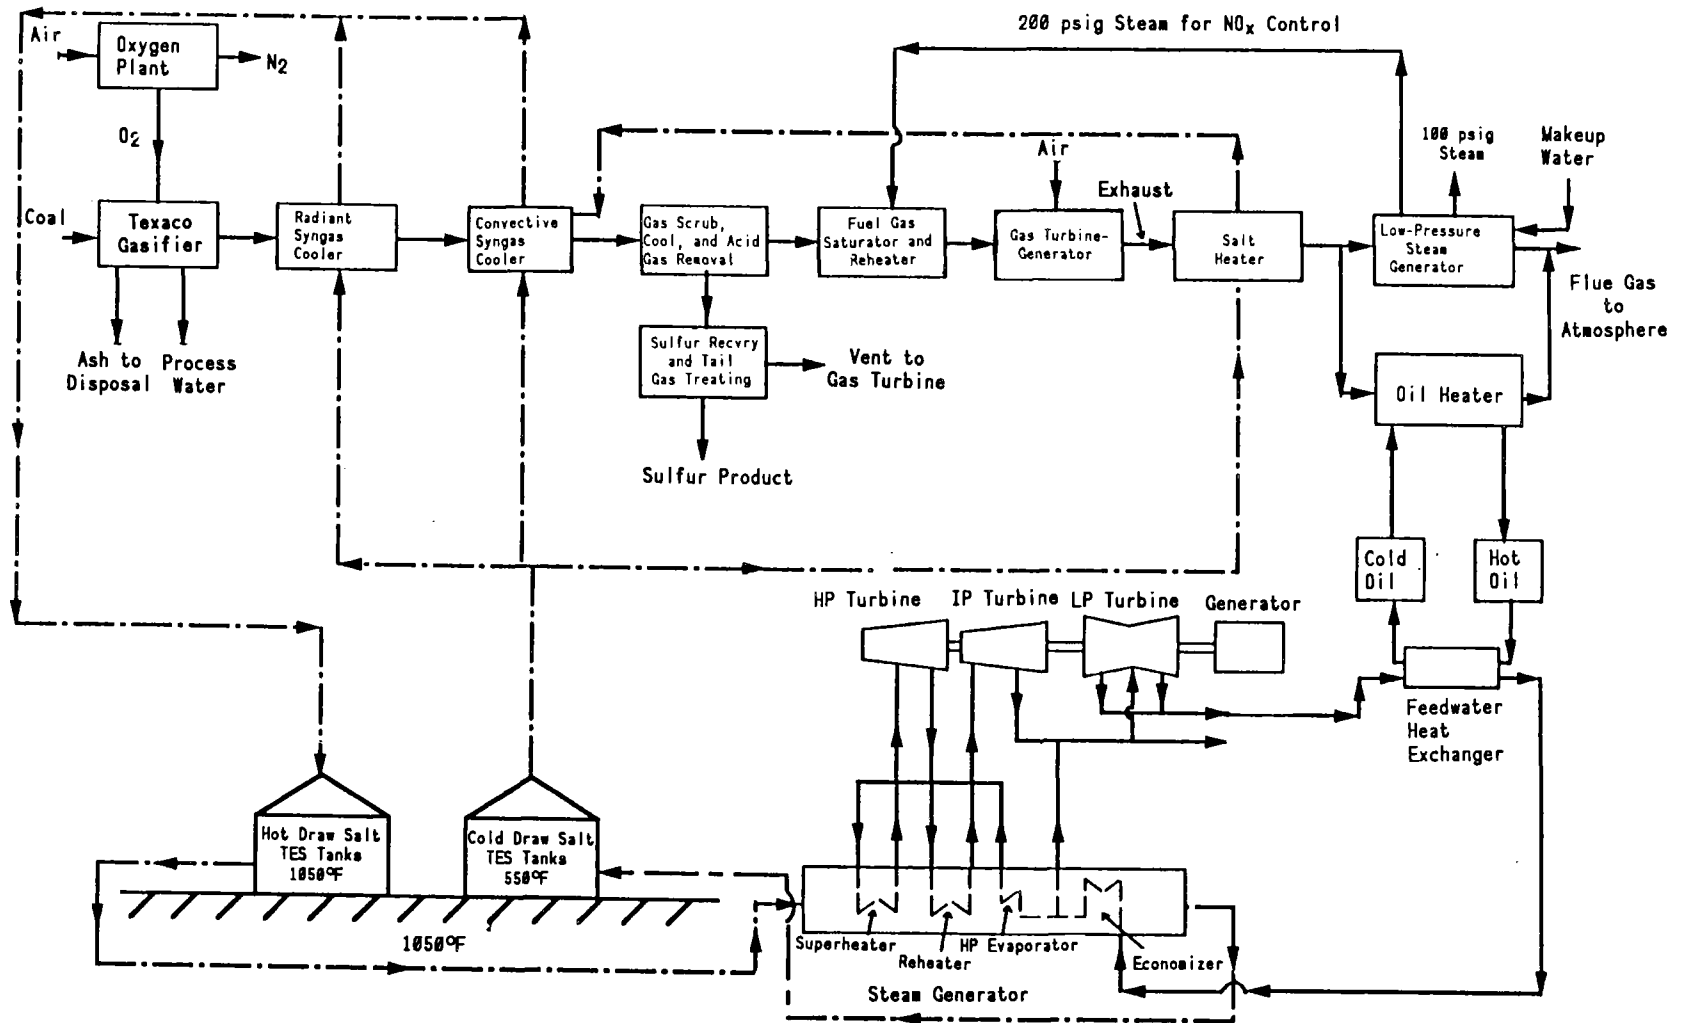 200 psig Steam for NOx Control
Air
Oxygen
Plant
N2
O2
100 psig
Steam
Makeup
Water
Air
Exhaust
Coal
Texaco
Gasifier
Radiant
Syngas
Cooler
Convective
Syngas
Cooler
Gas Scrub,
Cool, and Acid
Gas Removal
Fuel Gas
Saturator and
Reheater
Gas Turbine-
Generator
Salt
Heater
Low-Pressure
Steam
Generator
Flue Gas
to
Atmosphere
Ash to
Disposal
Process
Water
Sulfur Recvry
and Tail
Gas Treating
Vent to
Gas Turbine
Oil Heater
Sulfur Product
Cold
Oil
Hot
Oil
HP Turbine
IP Turbine
LP Turbine
Generator
Feedwater
Heat
Exchanger
Hot Draw Salt
TES Tanks
1050°F
Cold Draw Salt
TES Tanks
550°F
1050°F
Superheater
Reheater
HP Evaporator
Economizer
Steam Generator